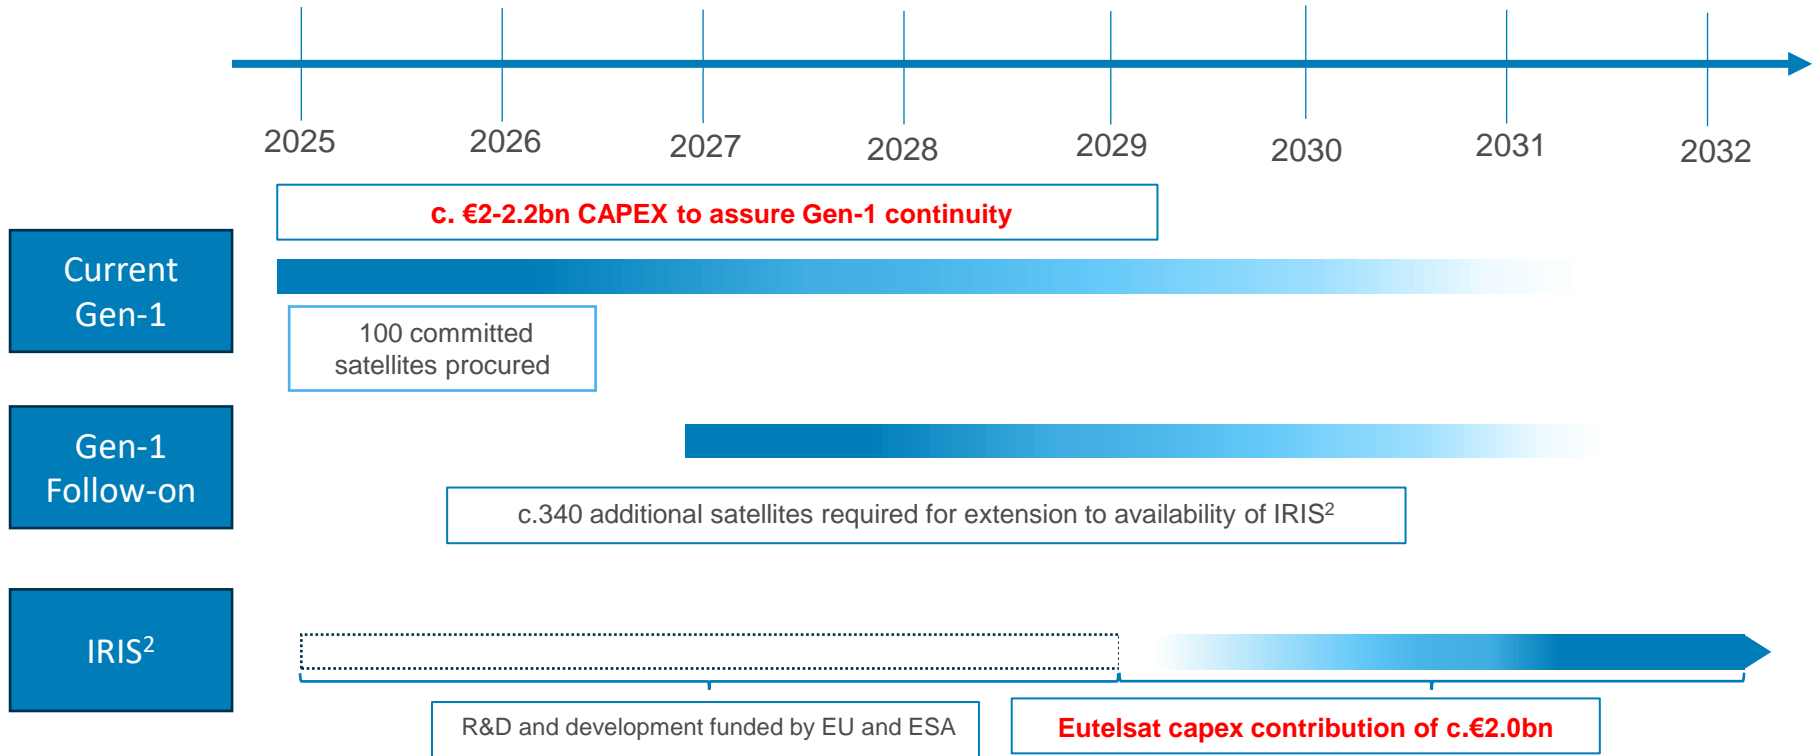 2025 2026 2027 2028 2029 2030 2031 2032
c. €2-2.2bn CAPEX to assure Gen-1 continuity
Current
Gen-1
100 committed
satellites procured
Gen-1
Follow-on
c.340 additional satellites required for extension to availability of IRIS²
IRIS²
R&D and development funded by EU and ESA
Eutelsat capex contribution of c.€2.0bn